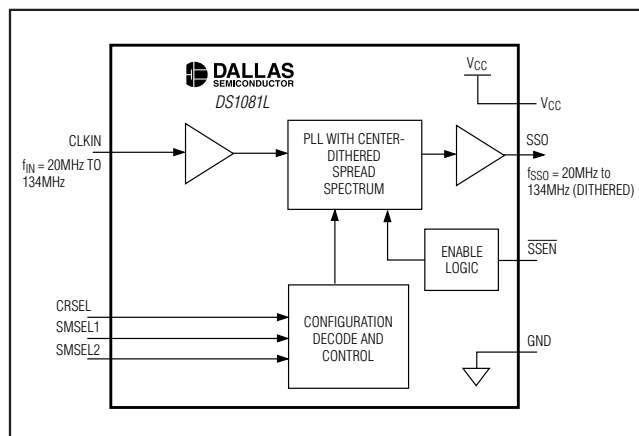 DALLAS
SEMICONDUCTOR
DS1081L
VCC
VCC
CLKIN
fIN = 20MHz TO
134MHz
PLL WITH CENTER-
DITHERED
SPREAD
SPECTRUM
SSO
fSSO = 20MHz to
134MHz (DITHERED)
ENABLE
LOGIC
SSEN
CRSEL
SMSEL1
SMSEL2
CONFIGURATION
DECODE AND
CONTROL
GND